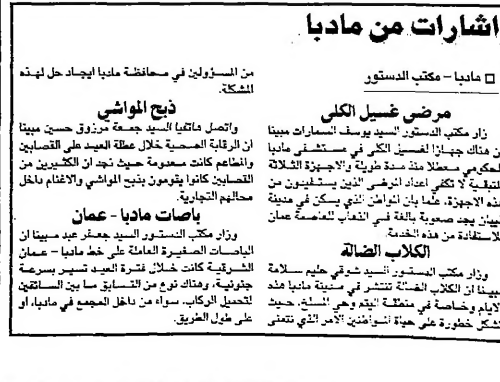 اشارات من مادبا
□ مادبا – مكتب الدستور
مرضى غسيل الكلى
زار مكتب الدستور السيد يوسف السمارات مبينا
ن هناك جهازا لغسيل الكلى في مستشفى مادبا
لحكومي معطلا منذ مدة طويلة والاجهزة الثلاثة
لتبقية لا تكفي اعداد المرضى الذين يستفيدون من
هذه الاجهزة، علما بان المواطن الذي يسكن في مدينة
يبان يجد صعوبة بالغة في الذهاب للعاصمة عمان
للاستفادة من هذه الخدمة.
الكلاب الضالة
وزار مكتب الدستور السيد شوقي حليم سلامة
مبينا ان الكلاب الضالة تنتشر في مدينة مادبا هذه
الايام وخاصة في منطقة اليتم وحي المسلخ. حيث
تشكل خطورة على حياة المواطنين الامر الذي نتمنى
من المسؤولين في محافظة مادبا ايجاد حل لهذه
المشكلة.
ذبح المواشي
واتصل هاتفيا السيد جمعة مرزوق حسين مبينا
ان الرقابة الصحية خلال عطلة العيد على القصابين
والمطاعم كانت معدومة حيث نجد ان الكثيرين من
القصابين كانوا يقومون بذبح المواشي والاغنام داخل
محالهم التجارية.
باصات مادبا - عمان
وزار مكتب الدستور السيد جعفر عيد مبينا ان
الباصات الصغيرة العاملة على خط مادبا – عمان
الشرقية كانت خلال فترة العيد تسير بسرعة
جنونية، وهناك نوع من التسابق ما بين السائقين
لتحميل الركاب. سواء من داخل المجمع في مادبا، او
على طول الطريق.